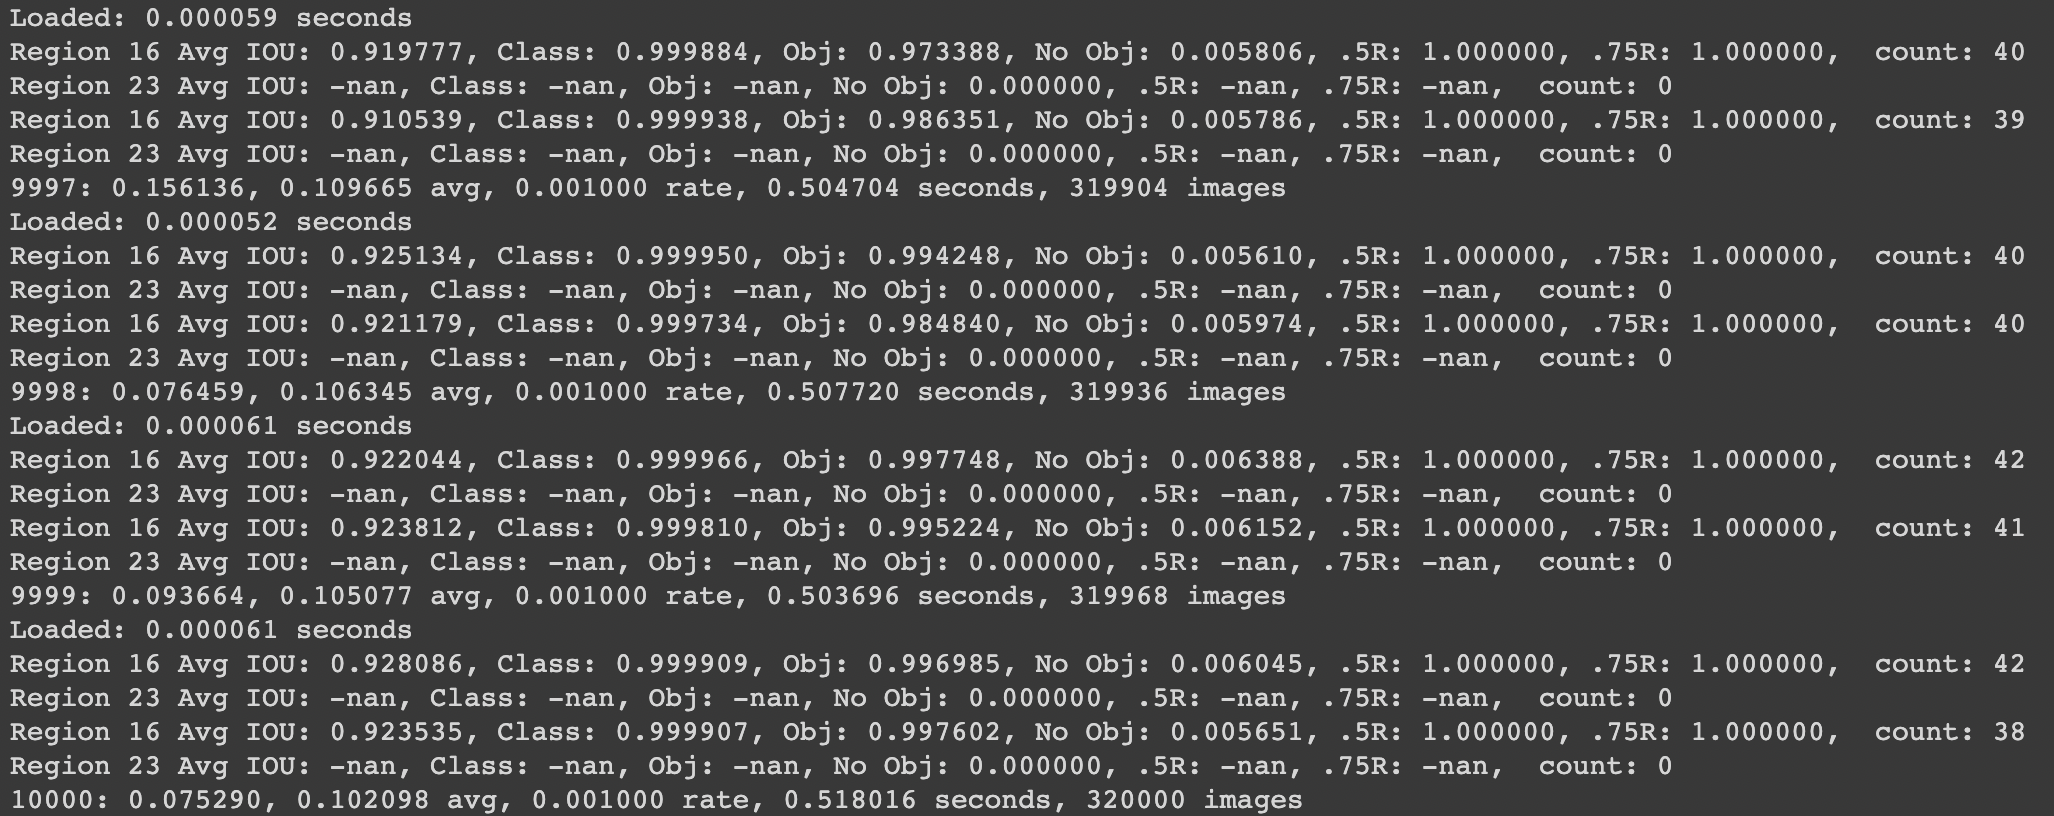 Loaded: 0.000059 seconds
Region 16 Avg IOU: 0.919777, Class: 0.999884, Obj: 0.973388, No Obj: 0.005806, .5R: 1.000000, .75R: 1.000000,  count: 40
Region 23 Avg IOU: -nan, Class: -nan, Obj: -nan, No Obj: 0.000000, .5R: -nan, .75R: -nan,  count: 0
Region 16 Avg IOU: 0.910539, Class: 0.999938, Obj: 0.986351, No Obj: 0.005786, .5R: 1.000000, .75R: 1.000000,  count: 39
Region 23 Avg IOU: -nan, Class: -nan, Obj: -nan, No Obj: 0.000000, .5R: -nan, .75R: -nan,  count: 0
9997: 0.156136, 0.109665 avg, 0.001000 rate, 0.504704 seconds, 319904 images
Loaded: 0.000052 seconds
Region 16 Avg IOU: 0.925134, Class: 0.999950, Obj: 0.994248, No Obj: 0.005610, .5R: 1.000000, .75R: 1.000000,  count: 40
Region 23 Avg IOU: -nan, Class: -nan, Obj: -nan, No Obj: 0.000000, .5R: -nan, .75R: -nan,  count: 0
Region 16 Avg IOU: 0.921179, Class: 0.999734, Obj: 0.984840, No Obj: 0.005974, .5R: 1.000000, .75R: 1.000000,  count: 40
Region 23 Avg IOU: -nan, Class: -nan, Obj: -nan, No Obj: 0.000000, .5R: -nan, .75R: -nan,  count: 0
9998: 0.076459, 0.106345 avg, 0.001000 rate, 0.507720 seconds, 319936 images
Loaded: 0.000061 seconds
Region 16 Avg IOU: 0.922044, Class: 0.999966, Obj: 0.997748, No Obj: 0.006388, .5R: 1.000000, .75R: 1.000000,  count: 42
Region 23 Avg IOU: -nan, Class: -nan, Obj: -nan, No Obj: 0.000000, .5R: -nan, .75R: -nan,  count: 0
Region 16 Avg IOU: 0.923812, Class: 0.999810, Obj: 0.995224, No Obj: 0.006152, .5R: 1.000000, .75R: 1.000000,  count: 41
Region 23 Avg IOU: -nan, Class: -nan, Obj: -nan, No Obj: 0.000000, .5R: -nan, .75R: -nan,  count: 0
9999: 0.093664, 0.105077 avg, 0.001000 rate, 0.503696 seconds, 319968 images
Loaded: 0.000061 seconds
Region 16 Avg IOU: 0.928086, Class: 0.999909, Obj: 0.996985, No Obj: 0.006045, .5R: 1.000000, .75R: 1.000000,  count: 42
Region 23 Avg IOU: -nan, Class: -nan, Obj: -nan, No Obj: 0.000000, .5R: -nan, .75R: -nan,  count: 0
Region 16 Avg IOU: 0.923535, Class: 0.999907, Obj: 0.997602, No Obj: 0.005651, .5R: 1.000000, .75R: 1.000000,  count: 38
Region 23 Avg IOU: -nan, Class: -nan, Obj: -nan, No Obj: 0.000000, .5R: -nan, .75R: -nan,  count: 0
10000: 0.075290, 0.102098 avg, 0.001000 rate, 0.518016 seconds, 320000 images